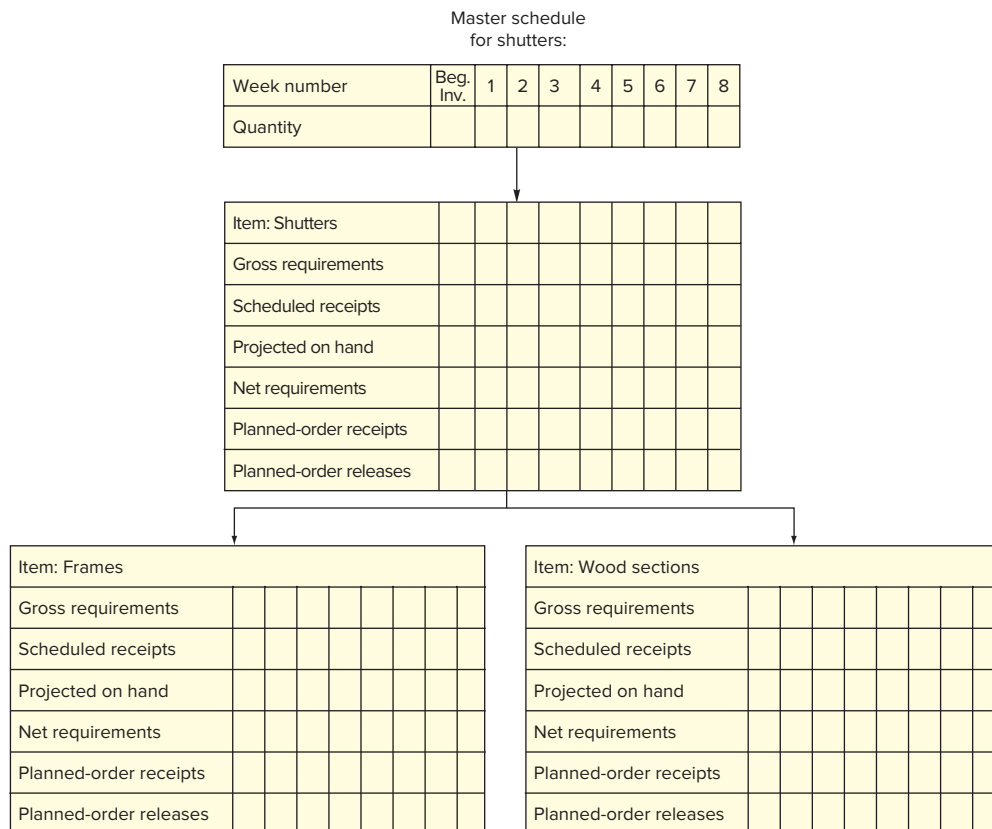 Master schedule
for shutters:
Week number Beg. Inv. 1 2 3 4 5 6 7 8
Quantity
Item: Shutters
Gross requirements
Scheduled receipts
Projected on hand
Net requirements
Planned-order receipts
Planned-order releases
Item: Frames
Gross requirements
Scheduled receipts
Projected on hand
Net requirements
Planned-order receipts
Planned-order releases
Item: Wood sections
Gross requirements
Scheduled receipts
Projected on hand
Net requirements
Planned-order receipts
Planned-order releases